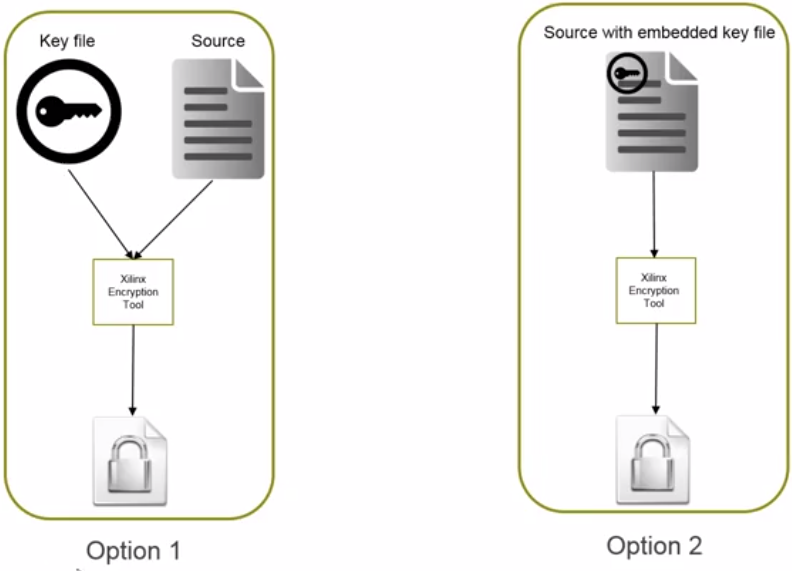 Key file
Source
Xilinx
Encryption
Tool
Option 1
Source with embedded key file
Xilinx
Encryption
Tool
Option 2